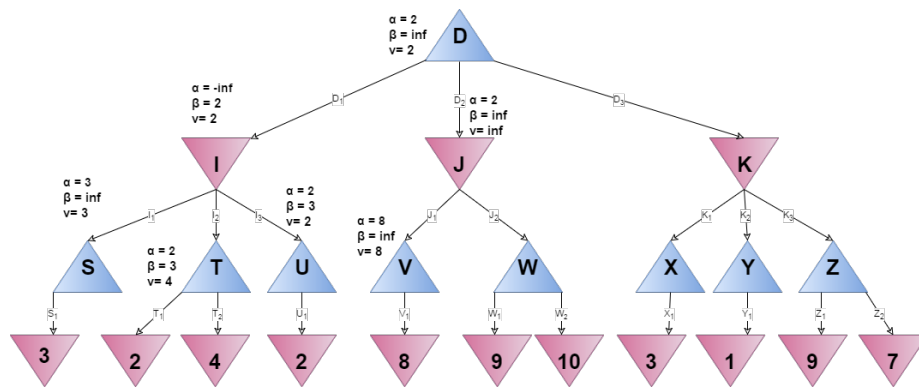 α = 2
β = inf
v= 2
D
α = -inf
β = 2
v= 2
D₁
D₂
D₃
α = 2
β = inf
v= inf
I
J
K
α = 3
β = inf
v= 3
I₁
I₂
I₃
α = 2
β = 3
v= 2
α = 8
β = inf
v= 8
J₁
J₂
K₁
K₂
K₃
α = 2
β = 3
v= 4
S
T
U
V
W
X
Y
Z
S₁
T₁
T₂
U₁
V₁
W₁
W₂
X₁
Y₁
Z₁
Z₂
3
2
4
2
8
9
10
3
1
9
7